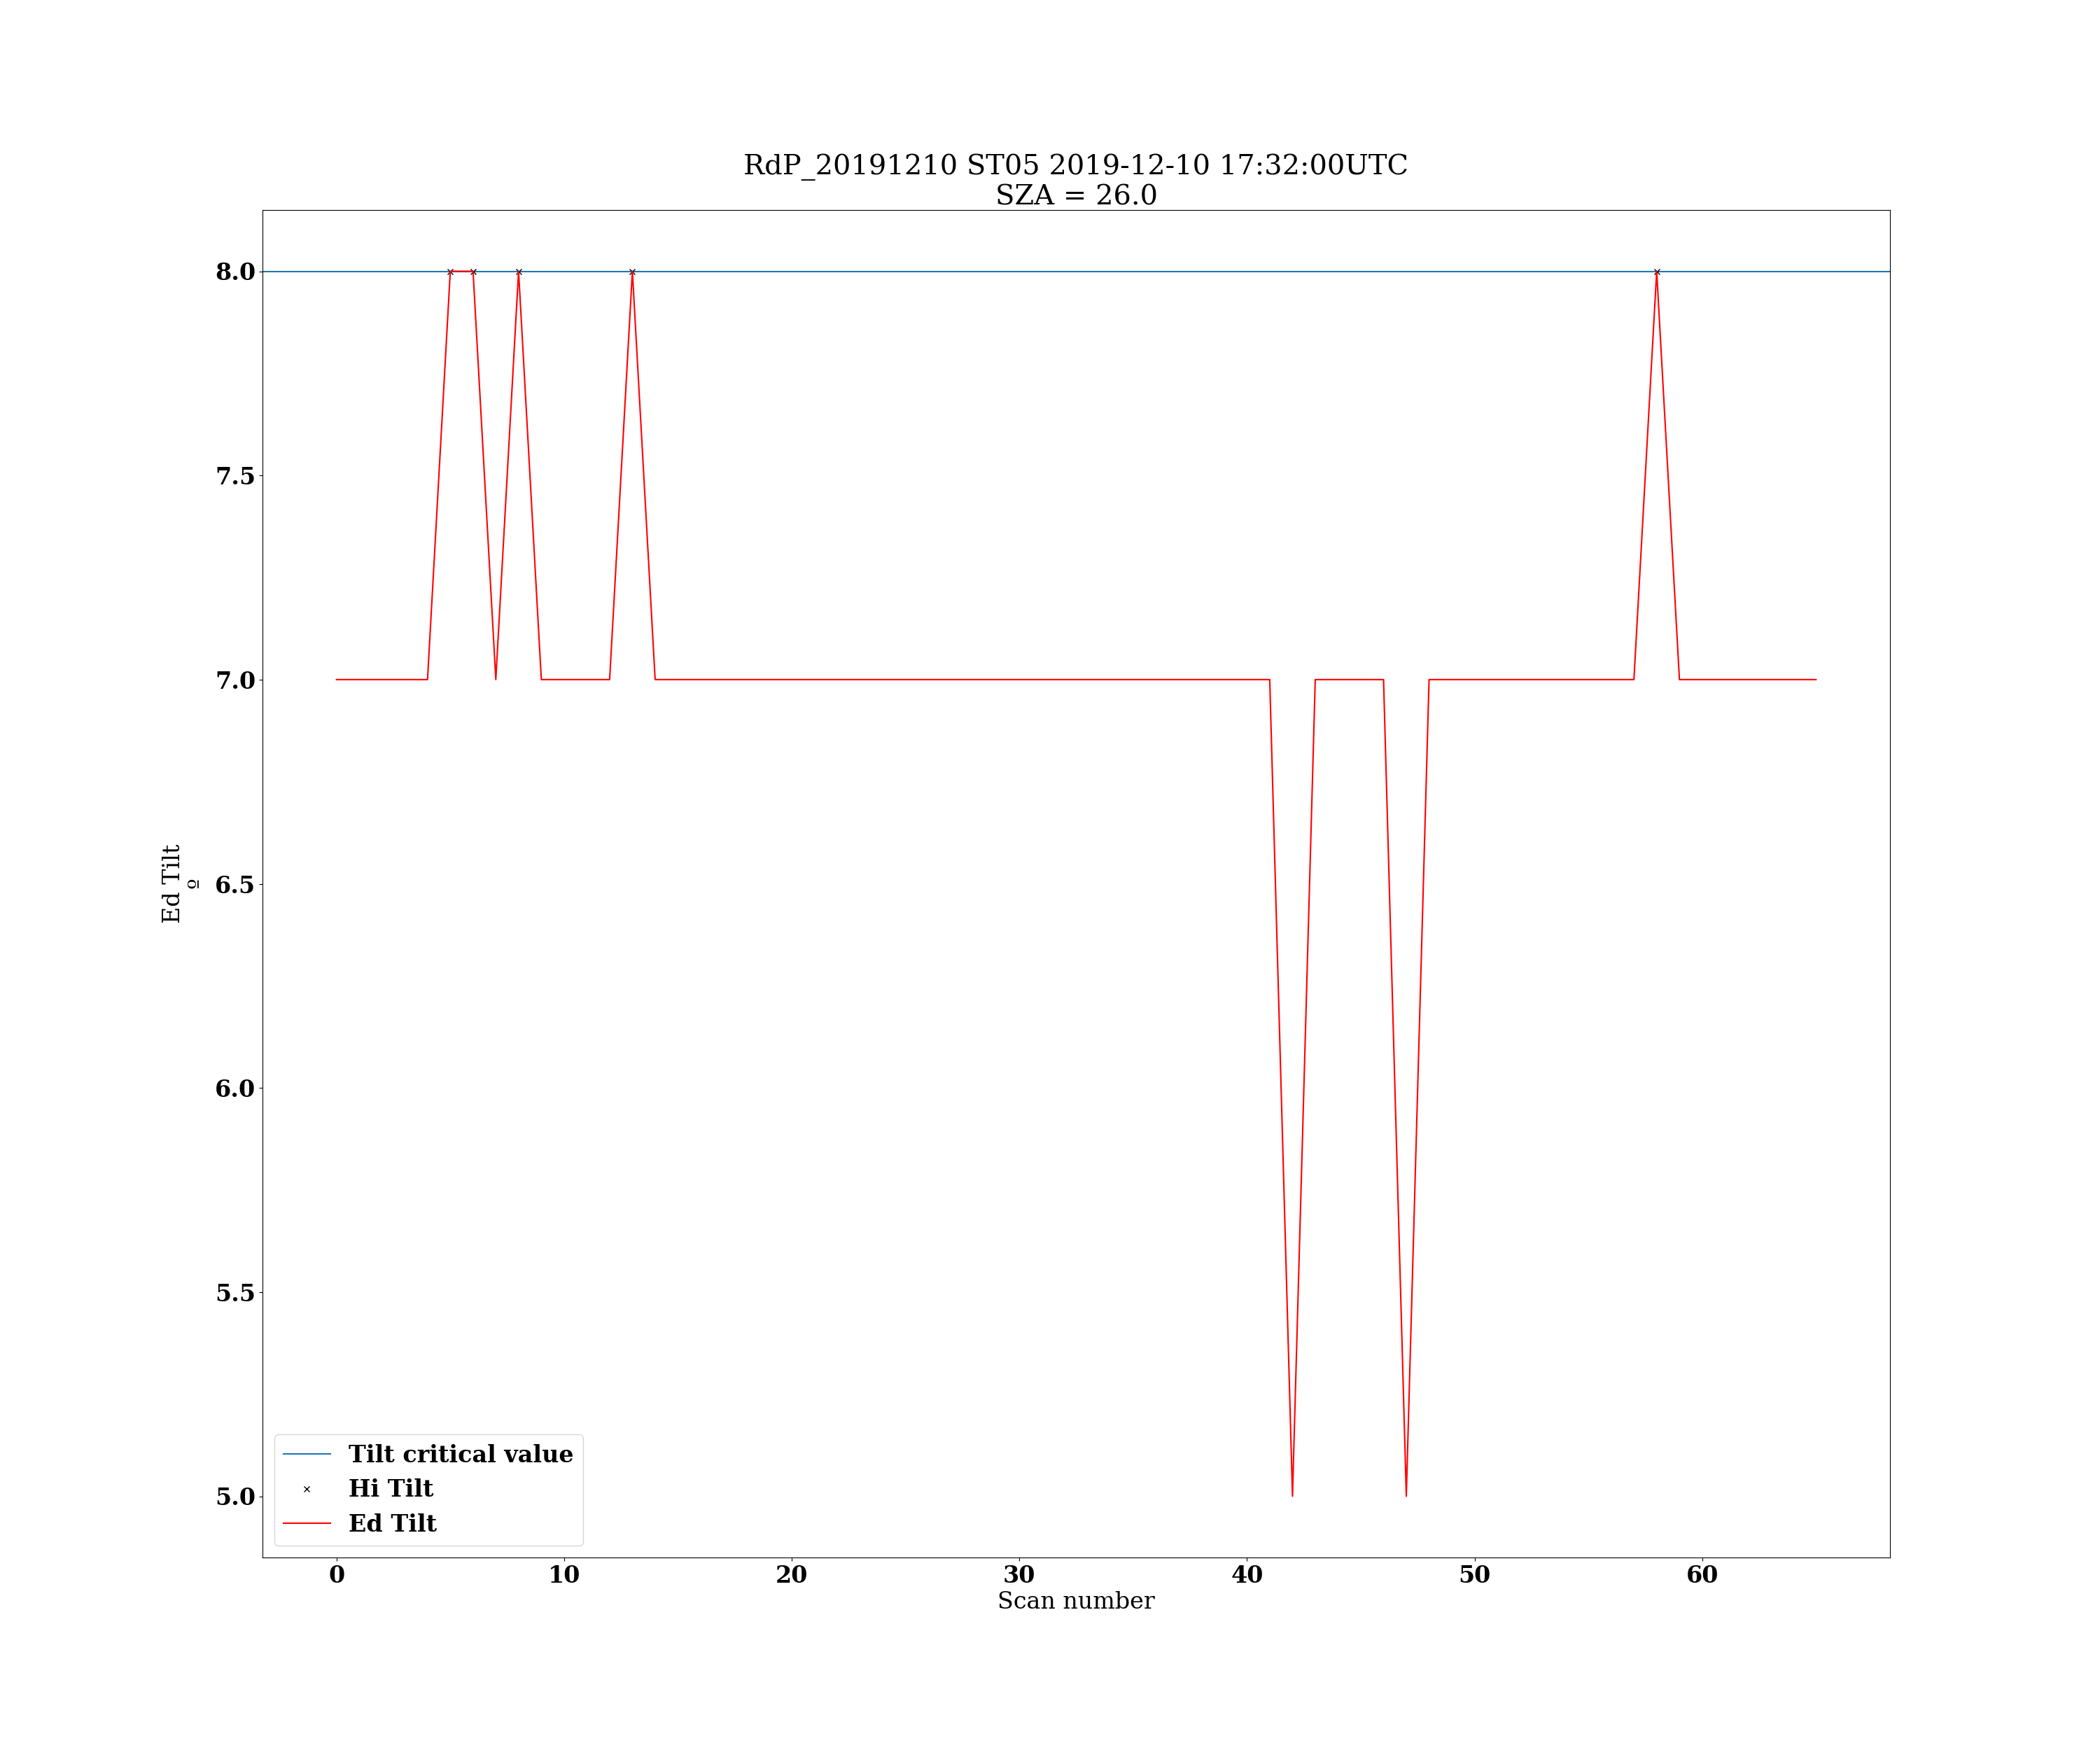 RdP_20191210 ST05 2019-12-10 17:32:00UTC
SZA = 26.0
8.0
7.5
7.0
6.5
6.0
5.5
5.0
Ed Tilt
º
Tilt critical value
Hi Tilt
Ed Tilt
0 10 20 30 40 50 60
Scan number